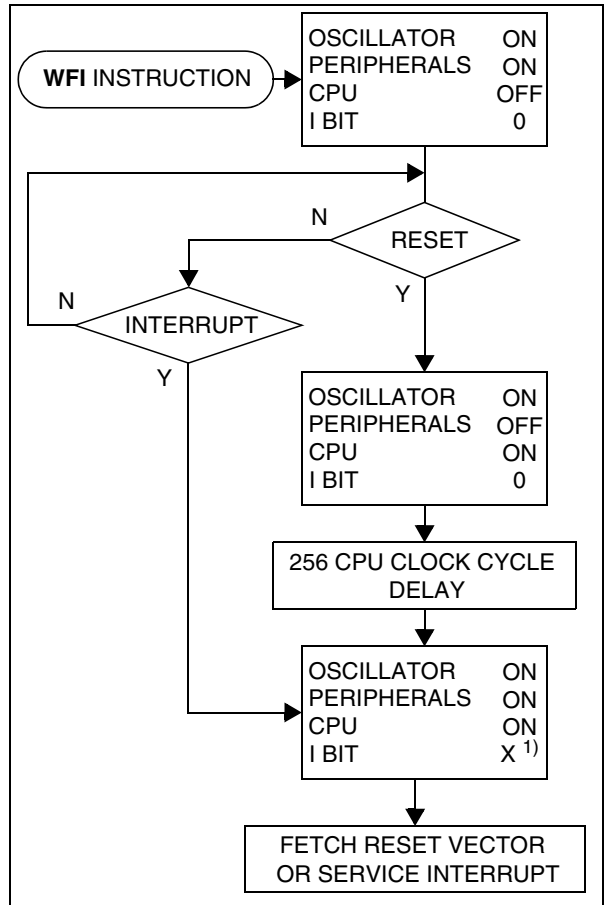 WFI INSTRUCTION
OSCILLATOR ON
PERIPHERALS ON
CPU OFF
I BIT 0
N
RESET
Y
N
INTERRUPT
Y
OSCILLATOR ON
PERIPHERALS OFF
CPU ON
I BIT 0
256 CPU CLOCK CYCLE
DELAY
OSCILLATOR ON
PERIPHERALS ON
CPU ON
I BIT X 1)
FETCH RESET VECTOR
OR SERVICE INTERRUPT